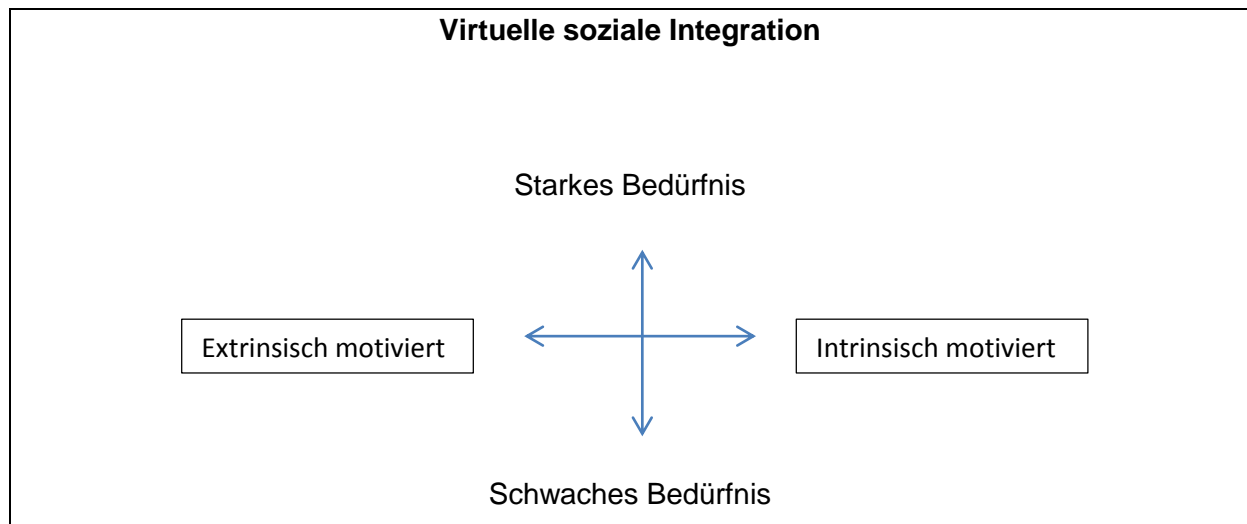 Virtuelle soziale Integration
Starkes Bedürfnis
Extrinsisch motiviert
Intrinsisch motiviert
Schwaches Bedürfnis